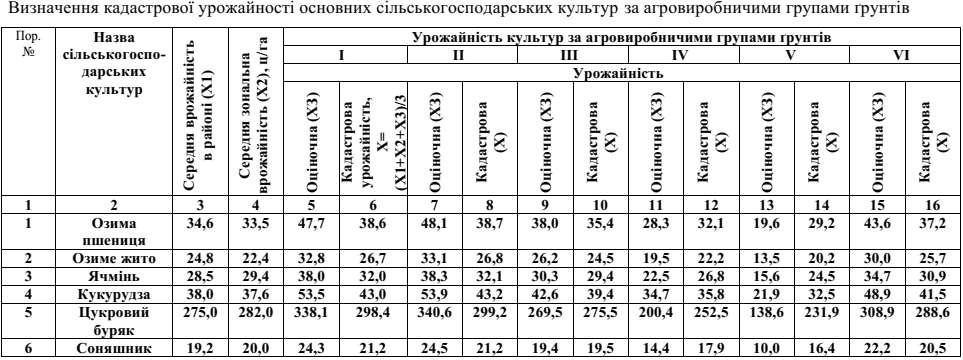 Визначення кадастрової урожайності основних сільськогосподарських культур за агровиробничими групами ґрунтів
Пор. №
Назва сільськогоспо-дарських культур
Середня врожайність в районі (Х1)
Середня зональна врожайність (Х2), ц/га
Урожайність культур за агровиробничими групами ґрунтів
I II III IV V VI
Урожайність
Оціночна (Х3)
Кадастрова урожайність, Х= (Х1+Х2+Х3)/3
Оціночна (Х3)
Кадастрова (Х)
Оціночна (Х3)
Кадастрова (Х)
Оціночна (Х3)
Кадастрова (Х)
Оціночна (Х3)
Кадастрова (Х)
Оціночна (Х3)
Кадастрова (Х)
1 2 3 4 5 6 7 8 9 10 11 12 13 14 15 16
1 Озима пшениця 34,6 33,5 47,7 38,6 48,1 38,7 38,0 35,4 28,3 32,1 19,6 29,2 43,6 37,2
2 Озиме жито 24,8 22,4 32,8 26,7 33,1 26,8 26,2 24,5 19,5 22,2 13,5 20,2 30,0 25,7
3 Ячмінь 28,5 29,4 38,0 32,0 38,3 32,1 30,3 29,4 22,5 26,8 15,6 24,5 34,7 30,9
4 Кукурудза 38,0 37,6 53,5 43,0 53,9 43,2 42,6 39,4 34,7 35,8 21,9 32,5 48,9 41,5
5 Цукровий буряк 275,0 282,0 338,1 298,4 340,6 299,2 269,5 275,5 200,4 252,5 138,6 231,9 308,9 288,6
6 Соняшник 19,2 20,0 24,3 21,2 24,5 21,2 19,4 19,5 14,4 17,9 10,0 16,4 22,2 20,5